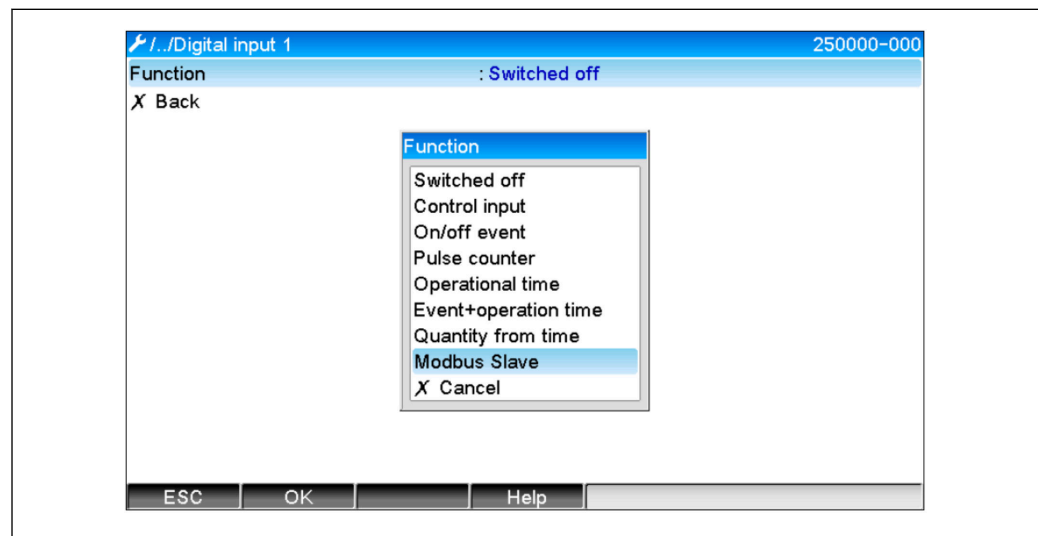 /../Digital input 1 250000-000
Function : Switched off
X Back
Function
Switched off
Control input
On/off event
Pulse counter
Operational time
Event+operation time
Quantity from time
Modbus Slave
X Cancel
ESC OK Help